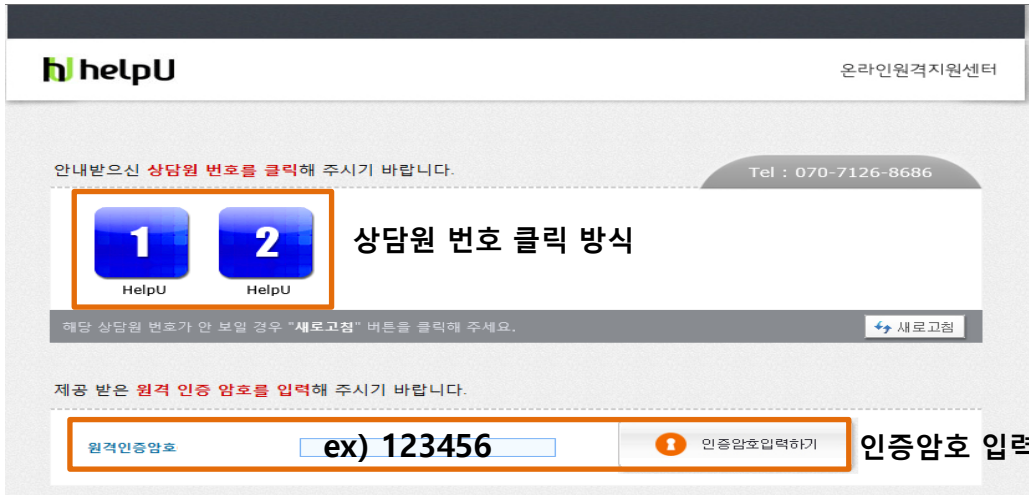 helpU
온라인원격지원센터
안내받으신 상담원 번호를 클릭해 주시기 바랍니다.
Tel : 070-7126-8686
1 2 상담원 번호 클릭 방식
HelpU HelpU
해당 상담원 번호가 안 보일 경우 "새로고침" 버튼을 클릭해 주세요.
새로고침
제공 받은 원격 인증 암호를 입력해 주시기 바랍니다.
원격인증암호 ex) 123456 인증암호입력하기 인증암호 입력